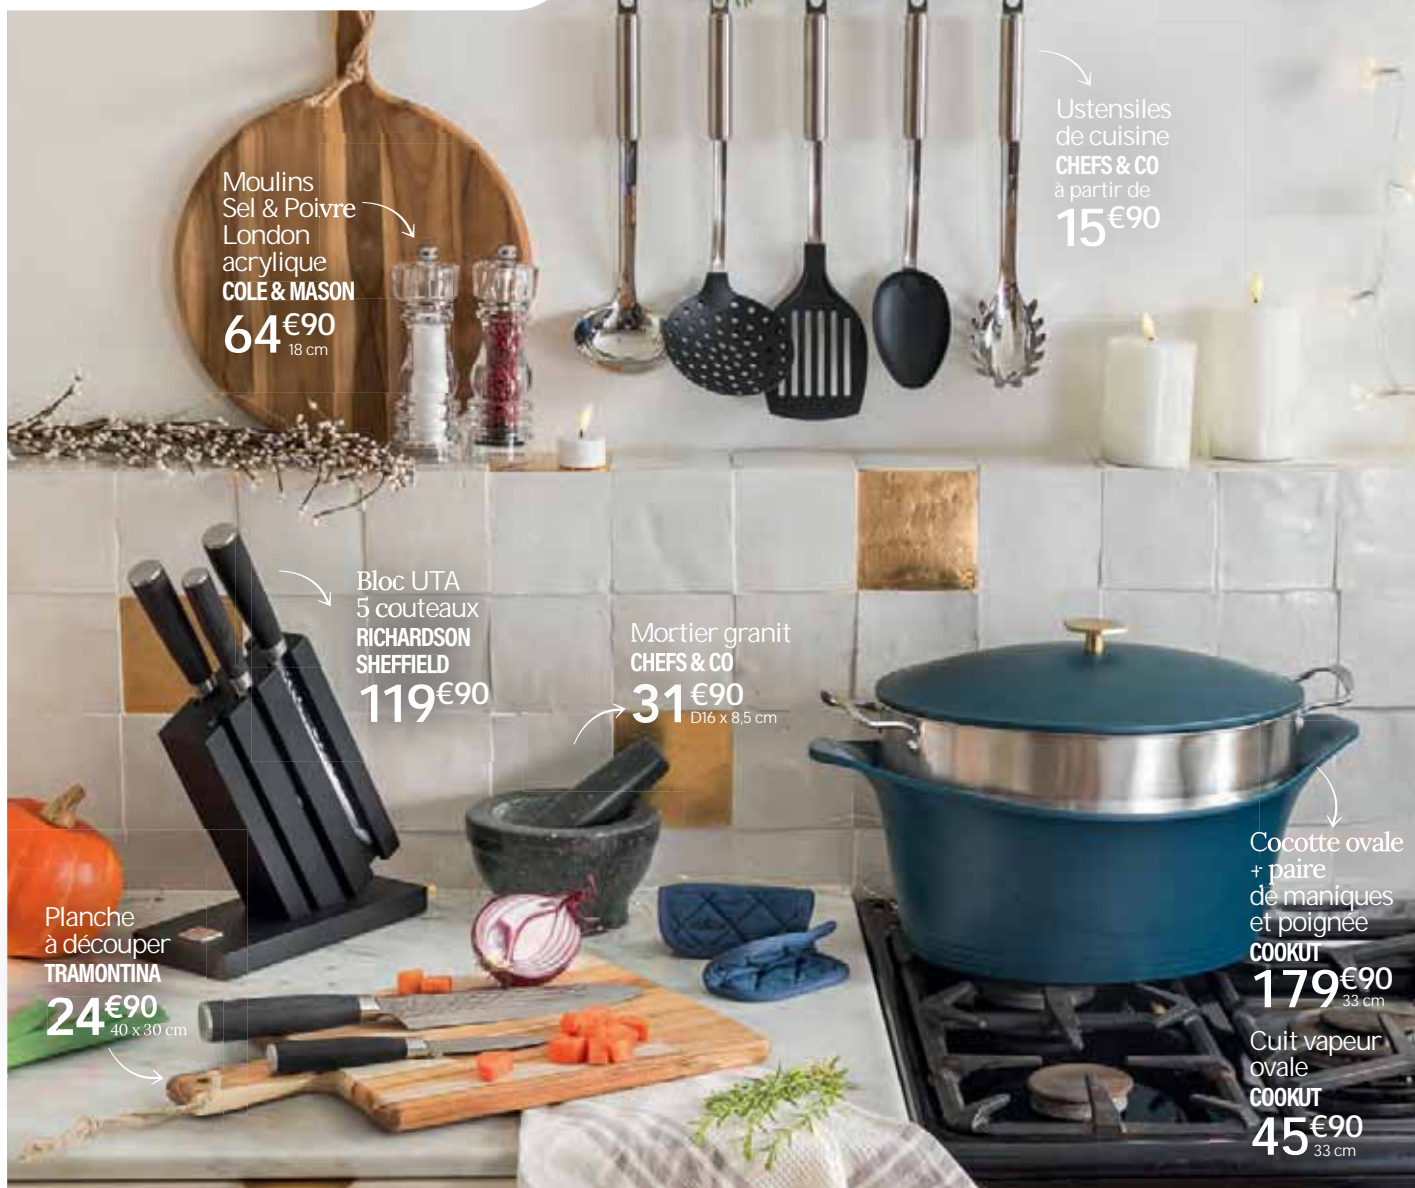 Ustensiles
de cuisine
CHEFS & CO
à partir de
15€90
Moulins
Sel & Poivre
London
acrylique
COLE & MASON
64€90
18 cm
Bloc UTA
5 couteaux
RICHARDSON
SHEFFIELD
119€90
Mortier granit
CHEFS & CO
31€90
D16 x 8,5 cm
Cocotte ovale
+ paire
de maniques
et poignée
COOKUT
179€90
33 cm
Planche
à découper
TRAMONTINA
24€90
40 x 30 cm
Cuit vapeur
ovale
COOKUT
45€90
33 cm